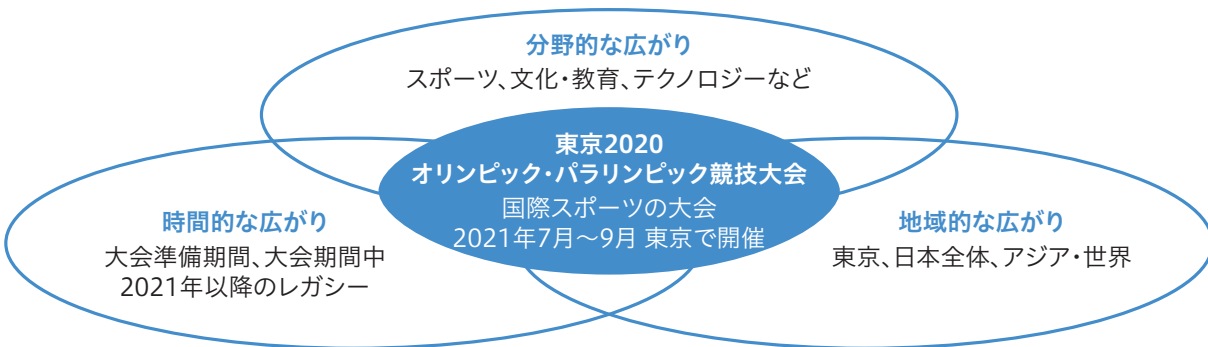 分野的な広がり
スポーツ、文化・教育、テクノロジーなど
東京2020
オリンピック・パラリンピック競技大会
国際スポーツの大会
2021年7月～9月 東京で開催
時間的な広がり
大会準備期間、大会期間中
2021年以降のレガシー
地域的な広がり
東京、日本全体、アジア・世界